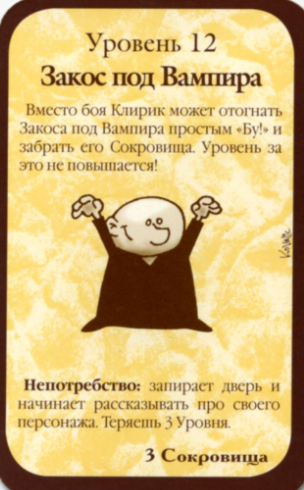 Уровень 12
Закос под Вампира
Вместо боя Клирик может отогнать
Закоса под Вампира простым «Бу!» и
забрать его Сокровища. Уровень за
это не повышается!
Непотребство: запирает дверь и
начинает рассказывать про своего
персонажа. Теряешь 3 Уровня.
3 Сокровища